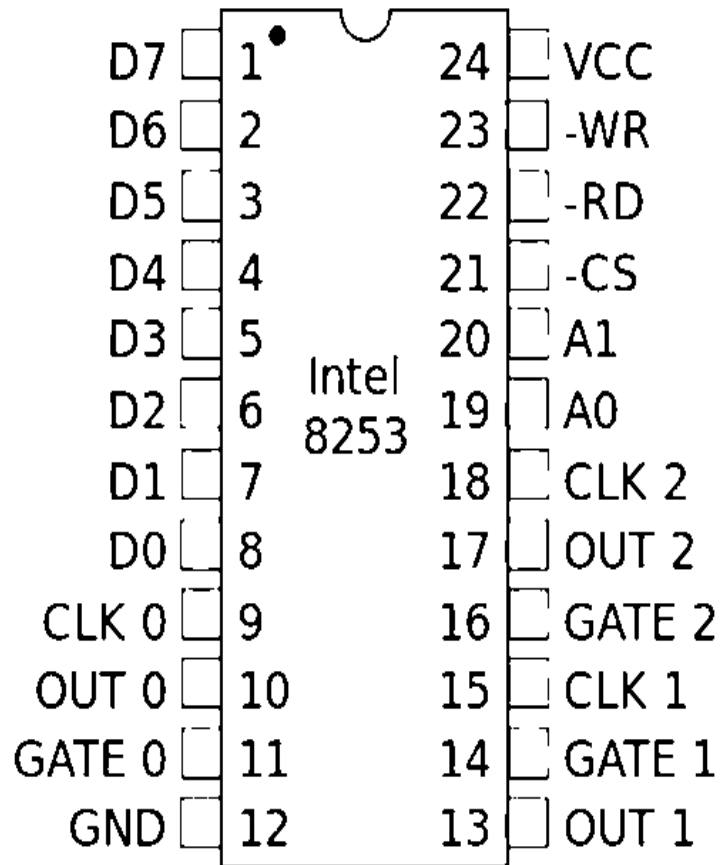 D7 1 24 VCC
D6 2 23 -WR
D5 3 22 -RD
D4 4 21 -CS
D3 5 20 A1
Intel
8253
D2 6 19 A0
D1 7 18 CLK 2
D0 8 17 OUT 2
CLK 0 9 16 GATE 2
OUT 0 10 15 CLK 1
GATE 0 11 14 GATE 1
GND 12 13 OUT 1